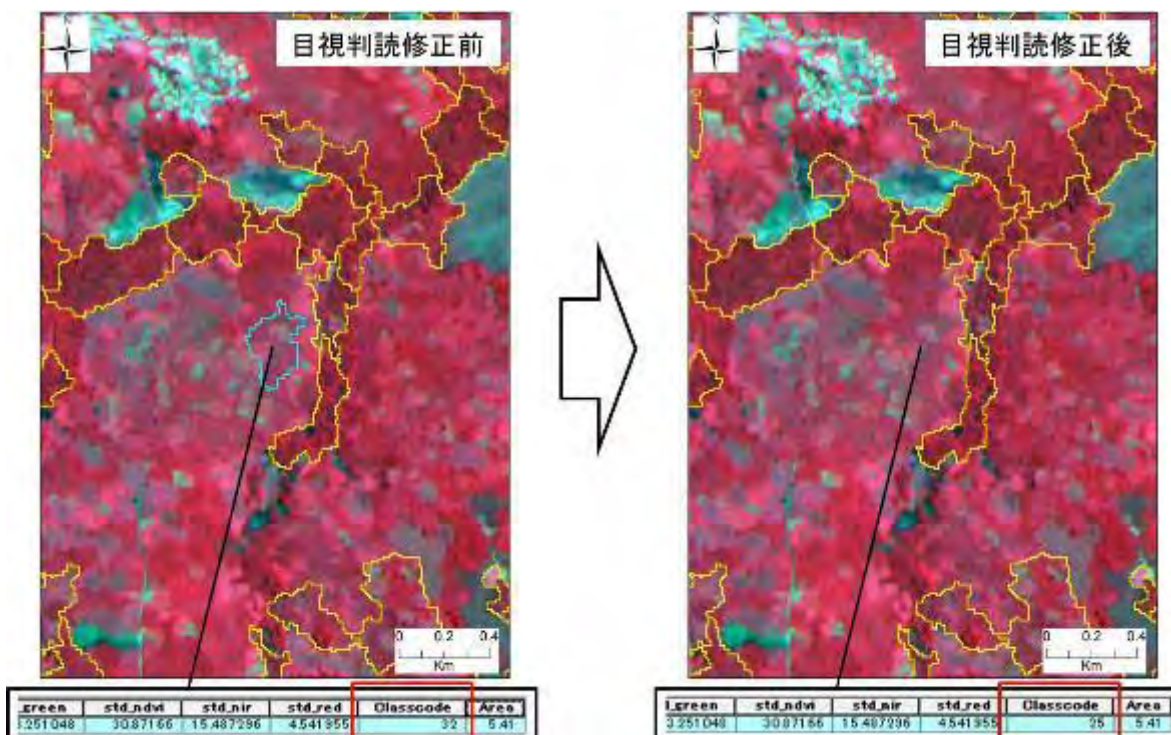 目視判読修正前
目視判読修正後
0 0.2 0.4
Km
0 0.2 0.4
Km
green std_ndvi std_nir std_red Classcode Area
.251048 30.87166 15.487296 4.541955 32 5.41
_green std_ndvi std_nir std_red Classcode Area
3.251048 30.87166 15.487296 4.541955 25 5.41